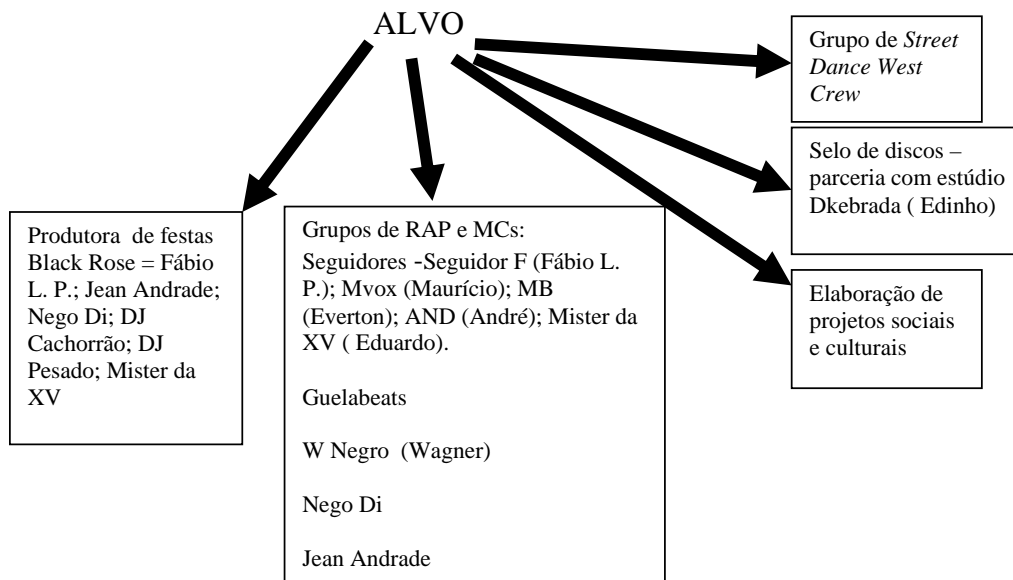 ALVO
Grupo de Street
Dance West
Crew
Selo de discos –
parceria com estúdio
Dkebrada ( Edinho)
Elaboração de
projetos sociais
e culturais
Produtora de festas
Black Rose = Fábio
L. P.; Jean Andrade;
Nego Di; DJ
Cachorrão; DJ
Pesado; Mister da
XV
Grupos de RAP e MCs:
Seguidores -Seguidor F (Fábio L.
P.); Mvox (Maurício); MB
(Everton); AND (André); Mister da
XV ( Eduardo).
Guelabeats
W Negro (Wagner)
Nego Di
Jean Andrade